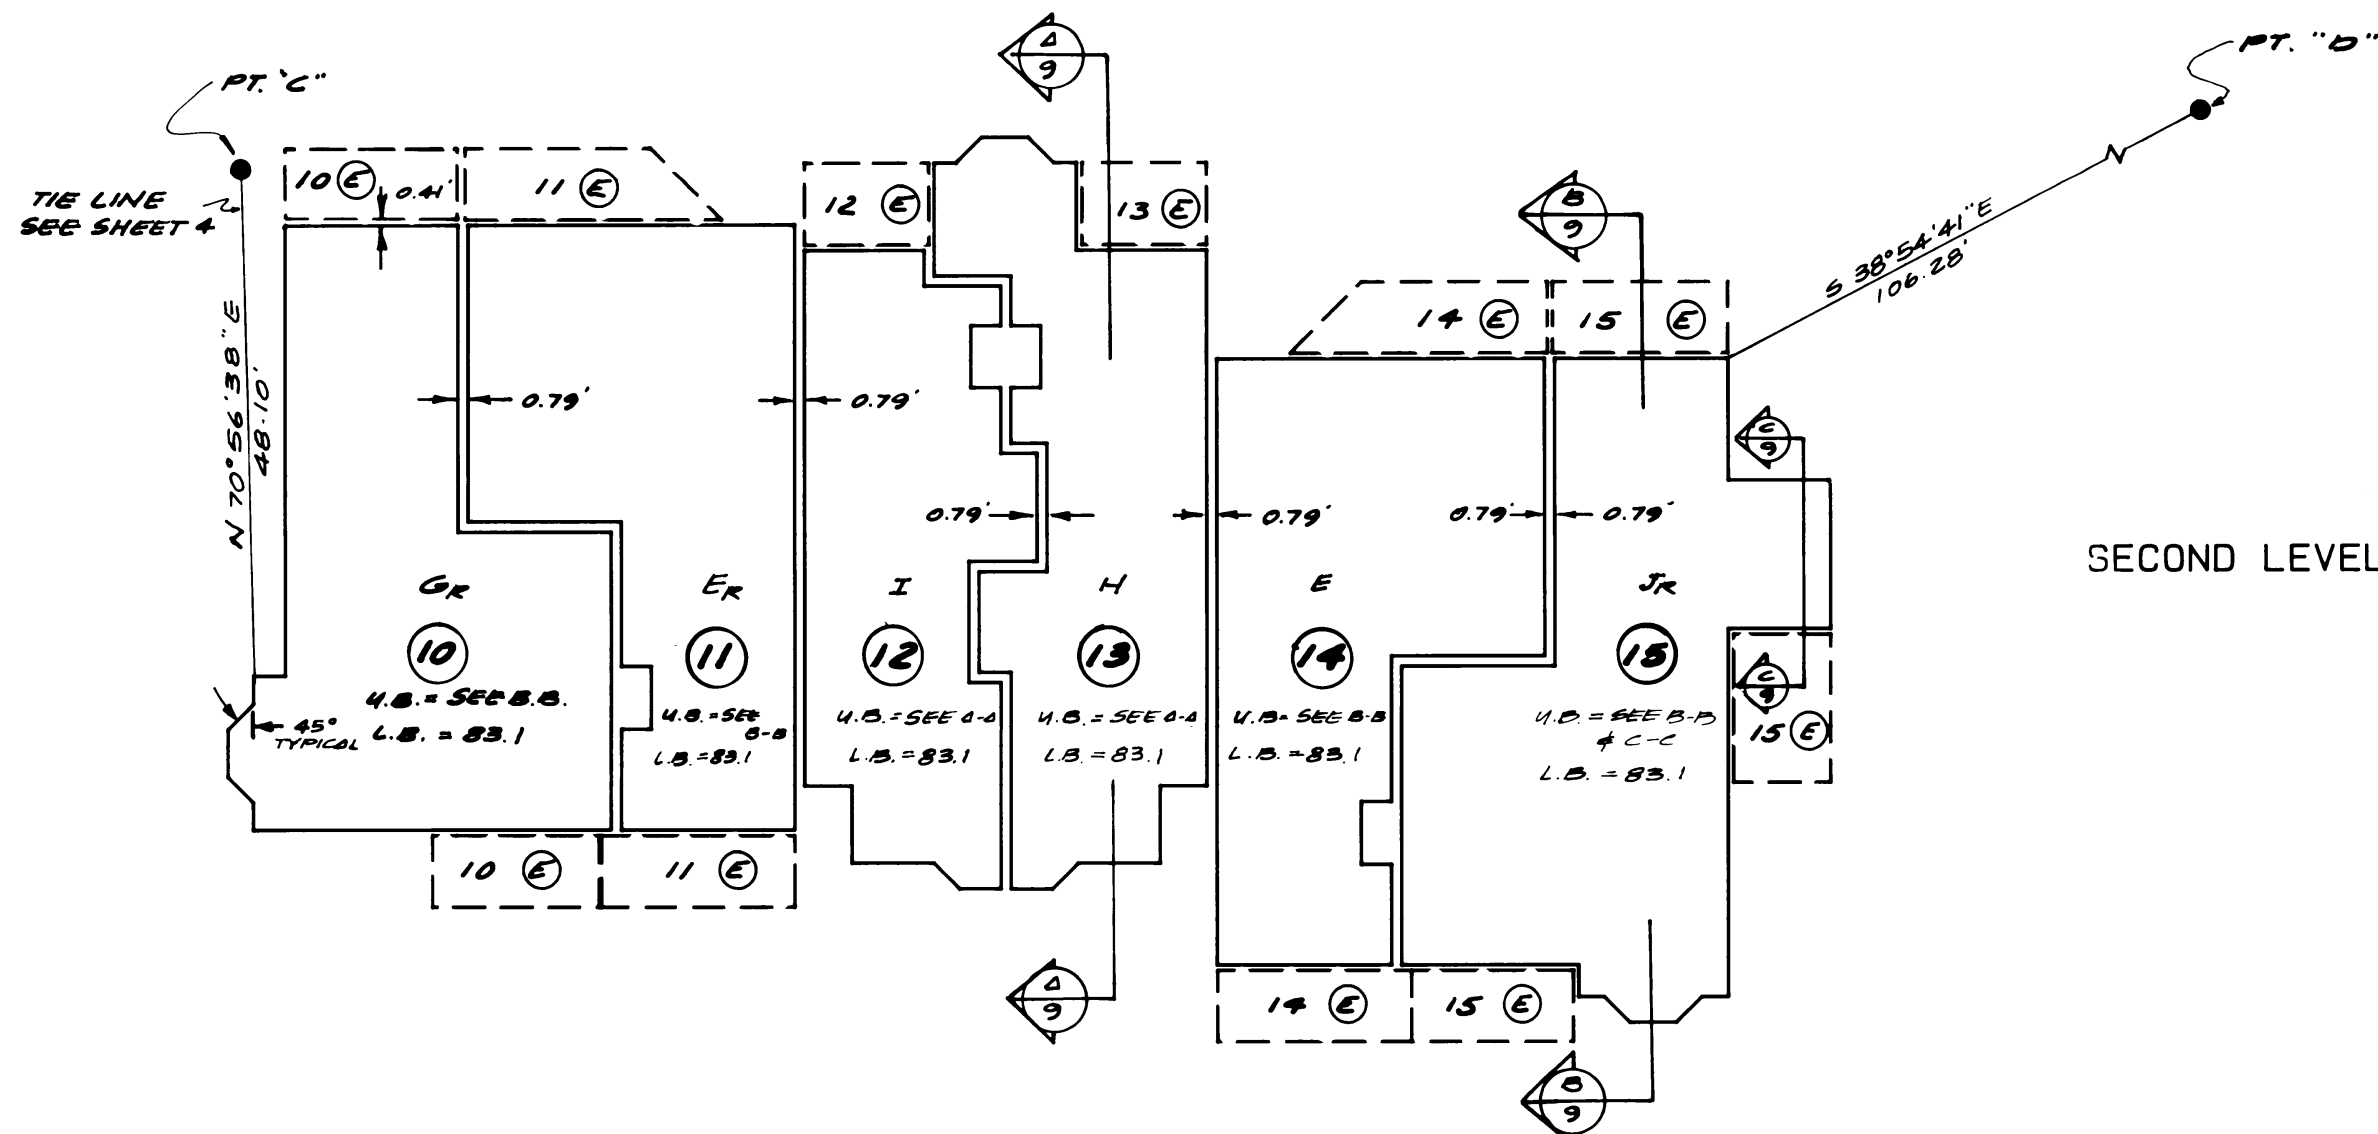 Δ
9
PT. "D"
PT. "C"
TIE LINE
SEE SHEET 4
10 E
0.41'
11 E
12 E
13 E
B
9
S 38°54'41"E
106.28'
14 E
15 E
N 70°56'38"E
48.10'
0.79'
0.79'
C
9
0.79'
0.79'
0.79'
0.79'
SECOND LEVEL
GR
ER
I
H
E
JR
10
11
12
13
14
15
U.B. = SEE B.B.
L.B. = 83.1
U.B. = SEE
B-B
L.B. = 83.1
U.B. = SEE Δ-Δ
L.B. = 83.1
U.B. = SEE Δ-Δ
L.B. = 83.1
U.B= SEE B-B
L.B. = 83.1
U.B. = SEE B-B
& C-C
L.B. = 83.1
C
9
15 E
45°
TYPICAL
10 E
11 E
Δ
9
14 E
15 E
B
9